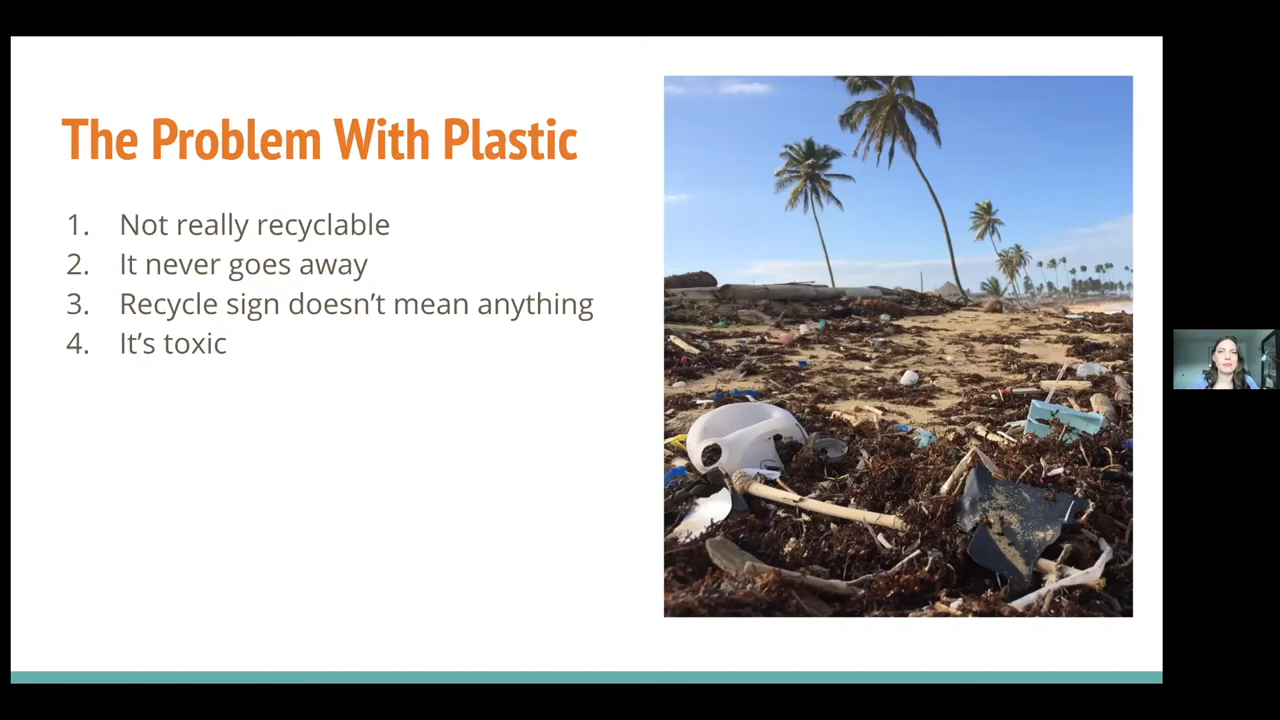 The Problem With Plastic
1. Not really recyclable
2. It never goes away
3. Recycle sign doesn’t mean anything
4. It’s toxic